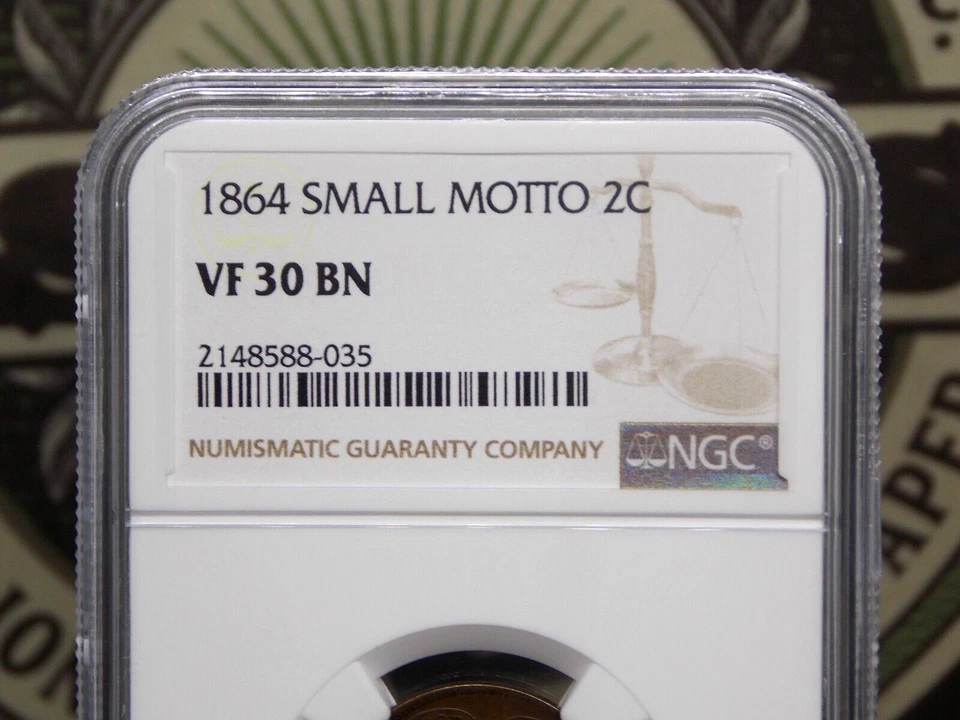 1864 SMALL MOTTO 2C
VF 30 BN
2148588-035
NUMISMATIC GUARANTY COMPANY
NGC®